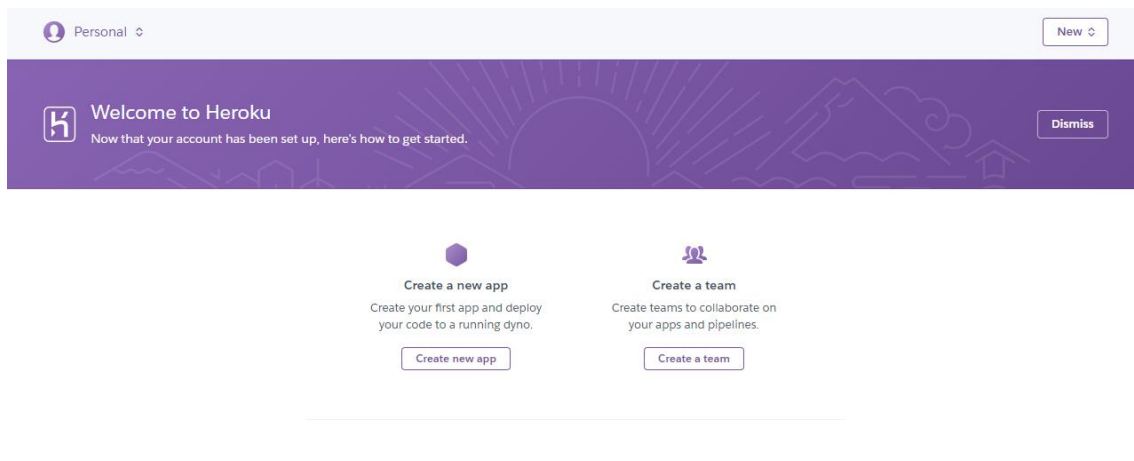 Personal
New
Welcome to Heroku
Now that your account has been set up, here's how to get started.
Dismiss
Create a new app
Create your first app and deploy
your code to a running dyno.
Create new app
Create a team
Create teams to collaborate on
your apps and pipelines.
Create a team